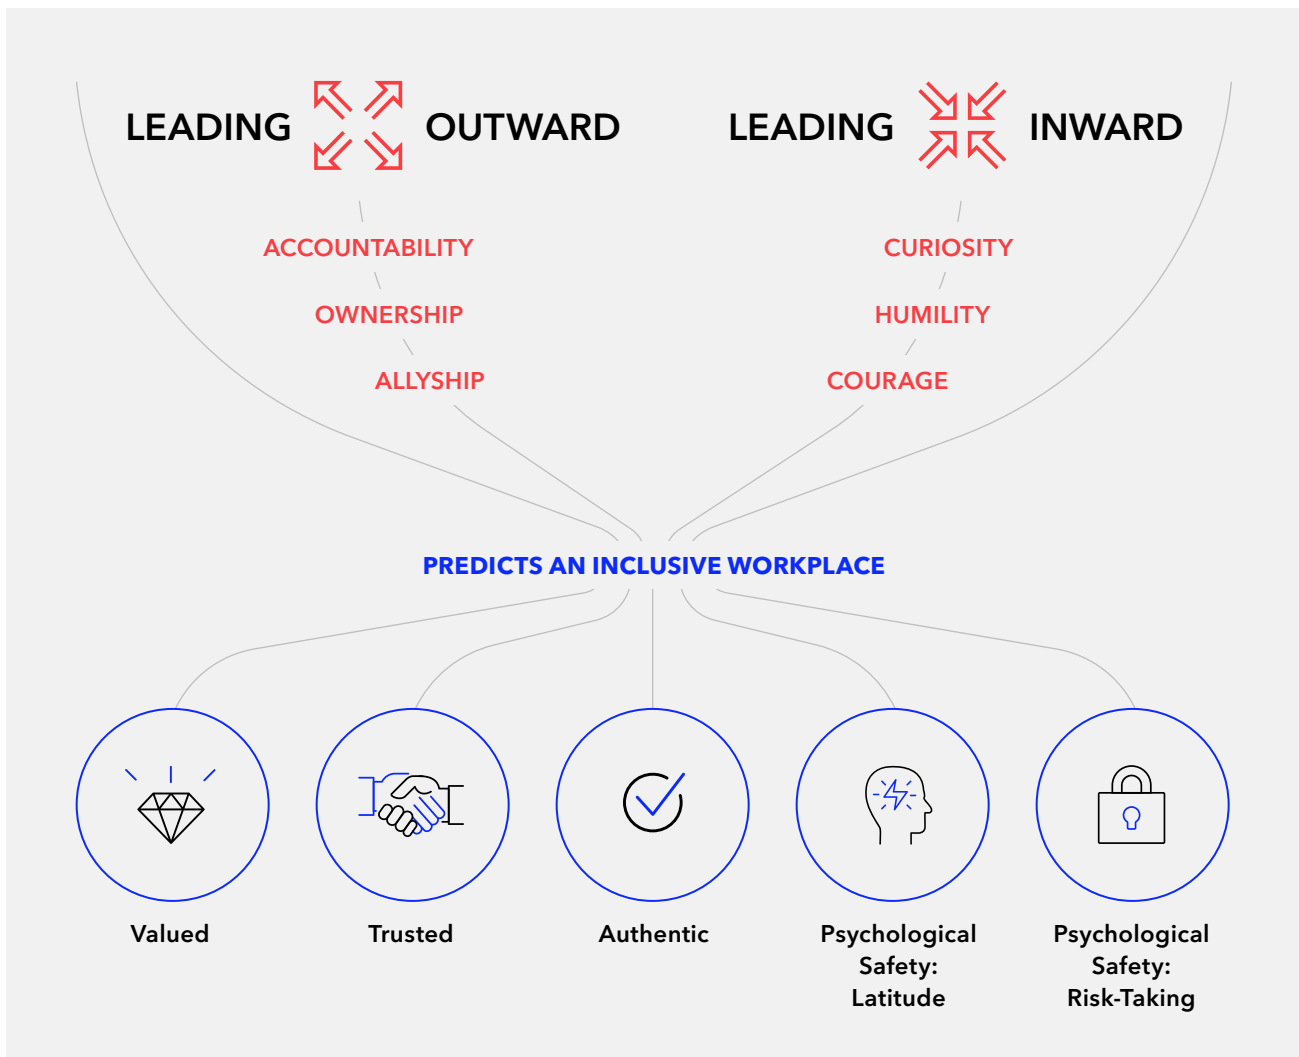 LEADING OUTWARD
LEADING INWARD
ACCOUNTABILITY
OWNERSHIP
ALLYSHIP
CURIOSITY
HUMILITY
COURAGE
PREDICTS AN INCLUSIVE WORKPLACE
Valued
Trusted
Authentic
Psychological
Safety:
Latitude
Psychological
Safety:
Risk-Taking